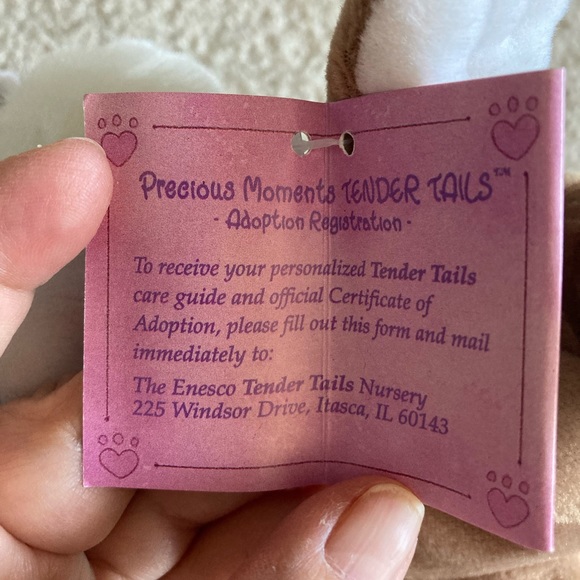 Precious Moments TENDER TAILS™
- Adoption Registration -
To receive your personalized Tender Tails
care guide and official Certificate of
Adoption, please fill out this form and mail
immediately to:
The Enesco Tender Tails Nursery
225 Windsor Drive, Itasca, IL 60143